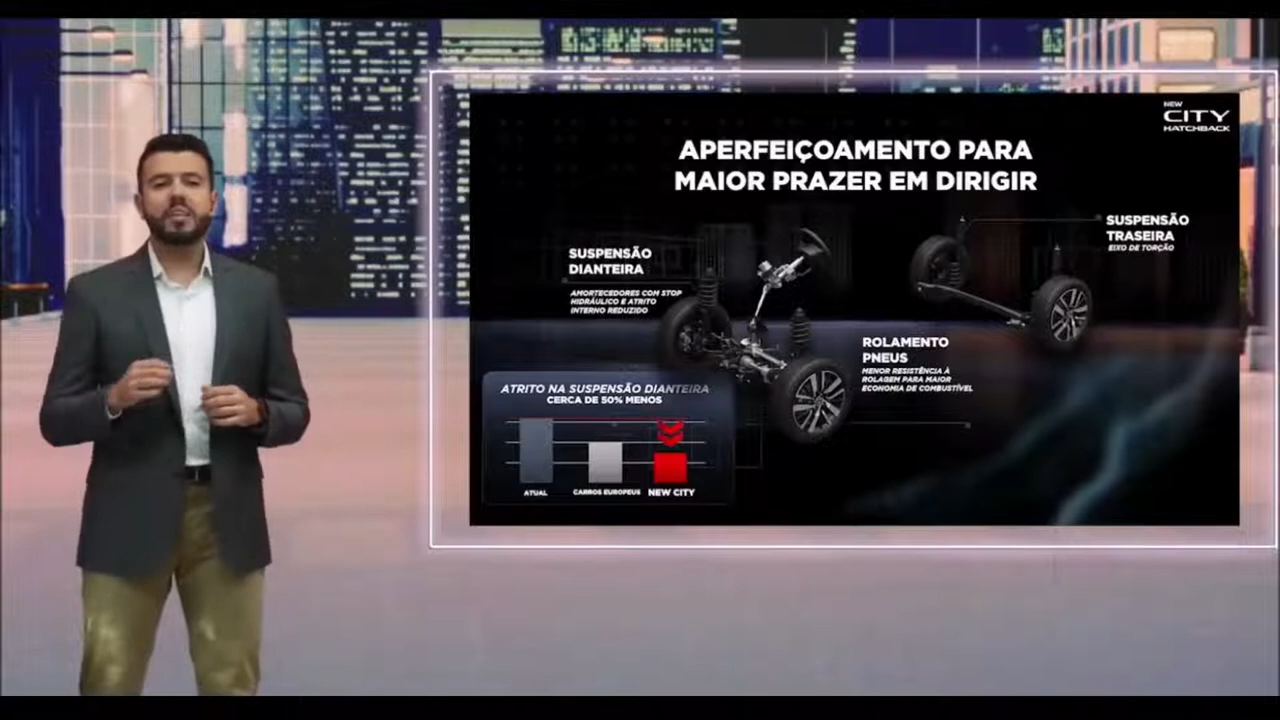 NEW
CITY
HATCHBACK
APERFEIÇOAMENTO PARA
MAIOR PRAZER EM DIRIGIR
SUSPENSÃO
TRASEIRA
EIXO DE TORÇÃO
SUSPENSÃO
DIANTEIRA
AMORTECEDORES COM STOP
HIDRÁULICO E ATRITO
INTERNO REDUZIDO
ROLAMENTO
PNEUS
MENOR RESISTÊNCIA À
ROLAGEM PARA MAIOR
ECONOMIA DE COMBUSTÍVEL
ATRITO NA SUSPENSÃO DIANTEIRA
CERCA DE 50% MENOS
ATUAL
CARROS EUROPEUS
NEW CITY